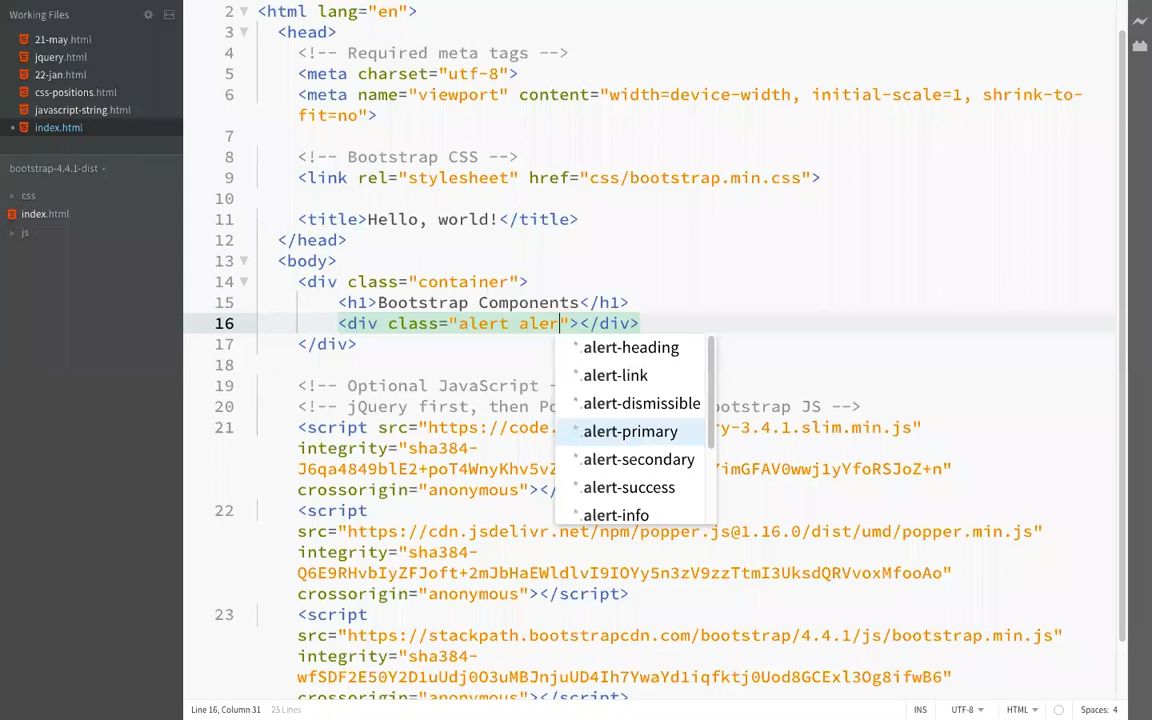 Working Files
21-may.html
jquery.html
22-jan.html
css-positions.html
javascript-string.html
index.html
bootstrap-4.4.1-dist
css
index.html
js
2 <html lang="en">
3 <head>
4 <!-- Required meta tags -->
5 <meta charset="utf-8">
6 <meta name="viewport" content="width=device-width, initial-scale=1, shrink-to-
fit=no">
7
8 <!-- Bootstrap CSS -->
9 <link rel="stylesheet" href="css/bootstrap.min.css">
10
11 <title>Hello, world!</title>
12 </head>
13 <body>
14 <div class="container">
15 <h1>Bootstrap Components</h1>
16 <div class="alert aler"></div>
17 </div>
18
19 <!-- Optional JavaScript
20 <!-- jQuery first, then Po ootstrap JS -->
21 <script src="https://code. ry-3.4.1.slim.min.js"
integrity="sha384-
J6qa4849blE2+poT4WnyKhv5vZ imGFAV0wwj1yYfoRSJoZ+n"
crossorigin="anonymous"></
22 <script
src="https://cdn.jsdelivr.net/npm/popper.js@1.16.0/dist/umd/popper.min.js"
integrity="sha384-
Q6E9RHvbIyZFJoft+2mJbHaEWldlvI9IOYy5n3zV9zzTtmI3UksdQRVvoxMfooAo"
crossorigin="anonymous"></script>
23 <script
src="https://stackpath.bootstrapcdn.com/bootstrap/4.4.1/js/bootstrap.min.js"
integrity="sha384-
wfSDF2E50Y2D1uUdj0O3uMBJnjuUD4Ih7YwaYd1iqfktj0Uod8GCExl3Og8ifwB6"
crossorigin="anonymous"></script>
alert-heading
alert-link
alert-dismissible
alert-primary
alert-secondary
alert-success
alert-info
Line 16, Column 31 25 Lines
INS UTF-8 HTML Spaces: 4